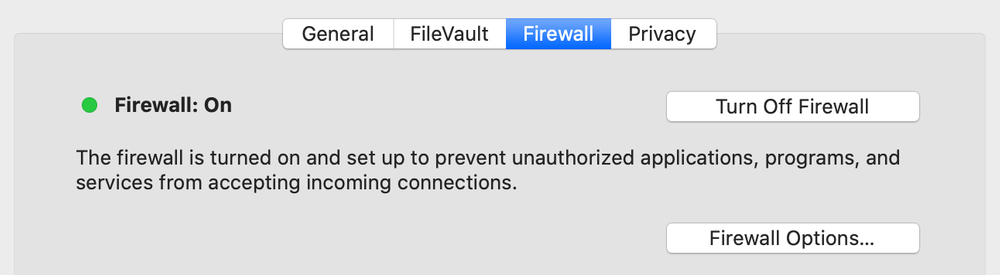 General FileVault Firewall Privacy
Firewall: On Turn Off Firewall
The firewall is turned on and set up to prevent unauthorized applications, programs, and
services from accepting incoming connections.
Firewall Options...